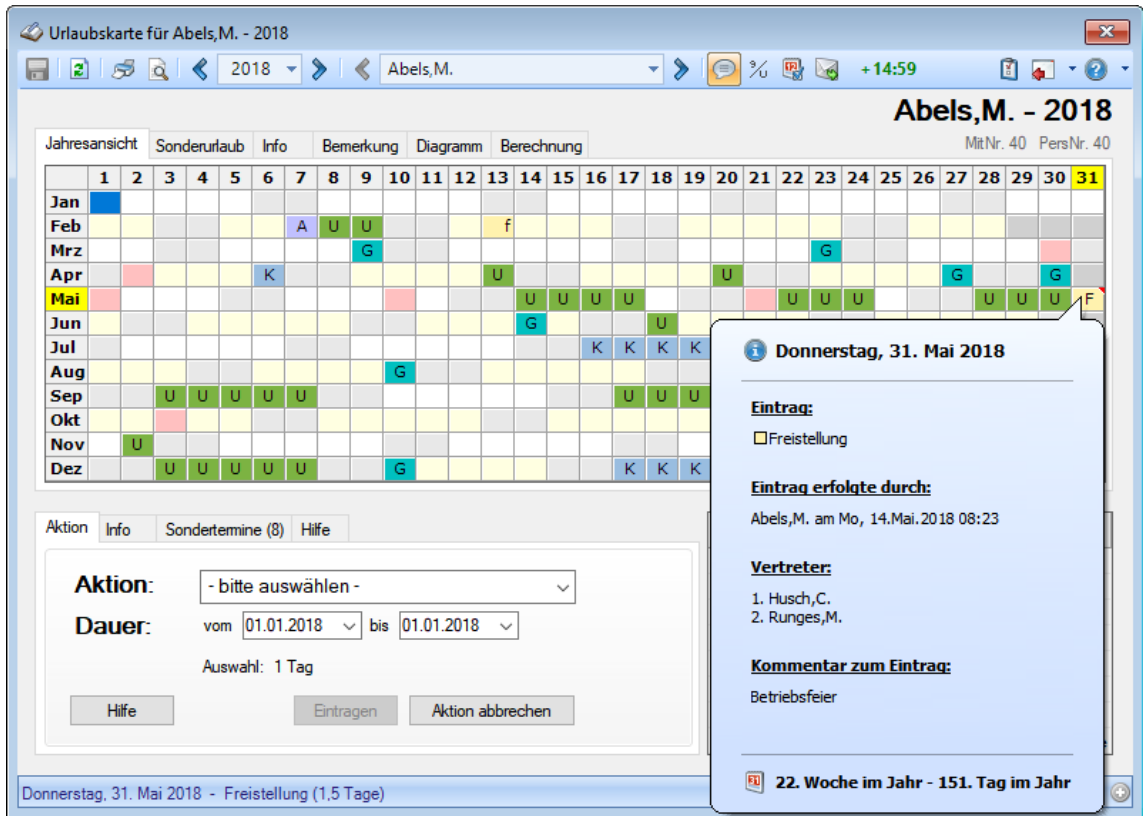 Urlaubskarte für Abels,M. - 2018
2018 Abels,M. % +14:59
Abels,M. - 2018
MitNr. 40 PersNr. 40
Jahresansicht Sonderurlaub Info Bemerkung Diagramm Berechnung
1 2 3 4 5 6 7 8 9 10 11 12 13 14 15 16 17 18 19 20 21 22 23 24 25 26 27 28 29 30 31
Jan
Feb A U U f
Mrz G G
Apr K U U G G
Mai U U U U U U U U U U F
Jun G U
Jul K K K K
Aug G
Sep U U U U U U U U
Okt
Nov U
Dez U U U U U G K K K
Donnerstag, 31. Mai 2018
Eintrag:
Freistellung
Eintrag erfolgte durch:
Abels,M. am Mo, 14.Mai.2018 08:23
Vertreter:
1. Husch,C.
2. Runges,M.
Kommentar zum Eintrag:
Betriebsfeier
22. Woche im Jahr - 151. Tag im Jahr
Aktion Info Sondertermine (8) Hilfe
Aktion: - bitte auswählen -
Dauer: vom 01.01.2018 bis 01.01.2018
Auswahl: 1 Tag
Hilfe Eintragen Aktion abbrechen
Donnerstag, 31. Mai 2018 - Freistellung (1,5 Tage)